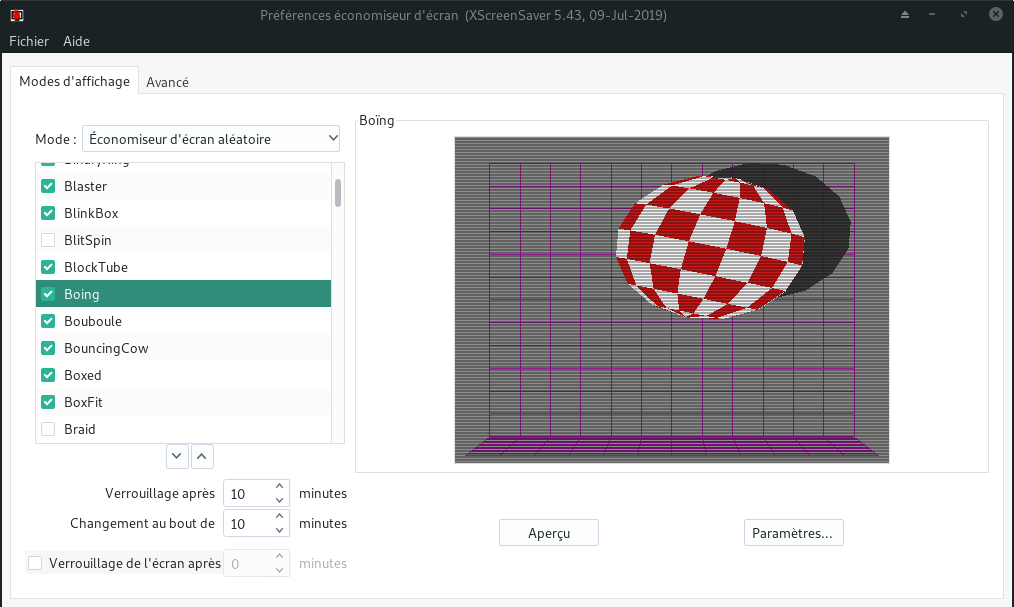 Préférences économiseur d'écran (XScreenSaver 5.43, 09-Jul-2019)
Fichier Aide
Modes d'affichage Avancé
Mode : Économiseur d'écran aléatoire
Blaster
BlinkBox
BlitSpin
BlockTube
Boing
Bouboule
BouncingCow
Boxed
BoxFit
Braid
Verrouillage après 10 minutes
Changement au bout de 10 minutes
Verrouillage de l'écran après 0 minutes
Boïng
Aperçu Paramètres...